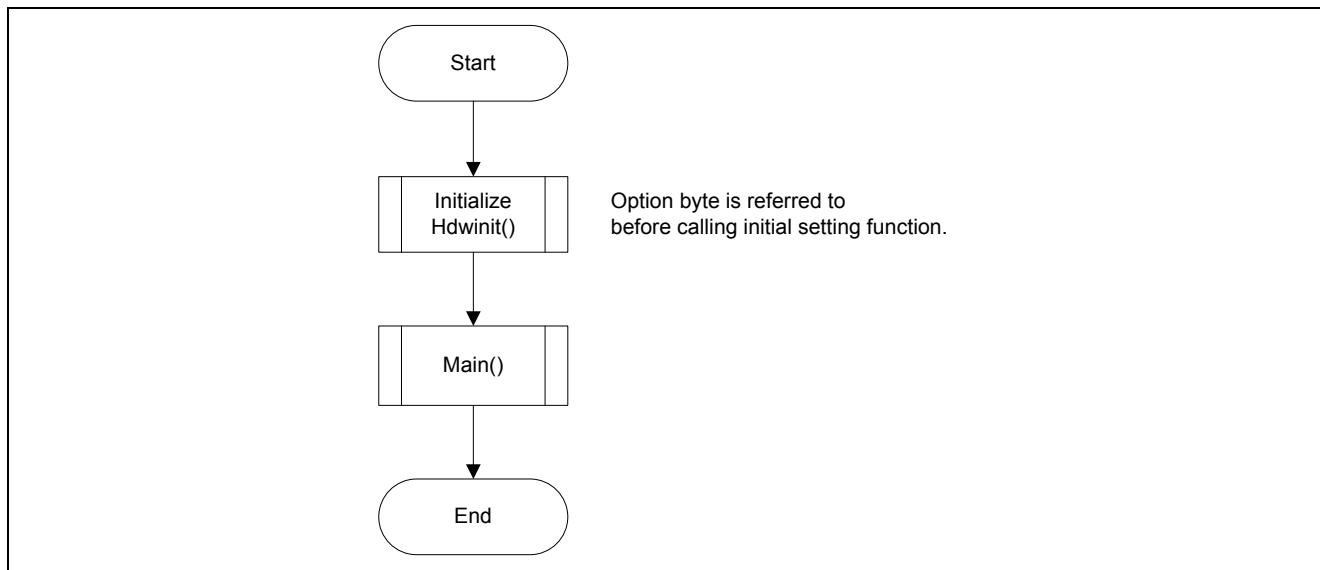 Start
Initialize
Hdwinit()
Option byte is referred to
before calling initial setting function.
Main()
End